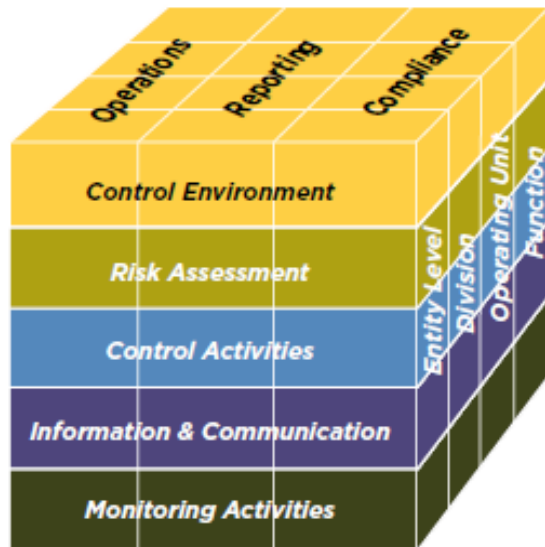 Operations
Reporting
Compliance
Control Environment
Risk Assessment
Control Activities
Information & Communication
Monitoring Activities
Entity Level
Division
Operating Unit
Function